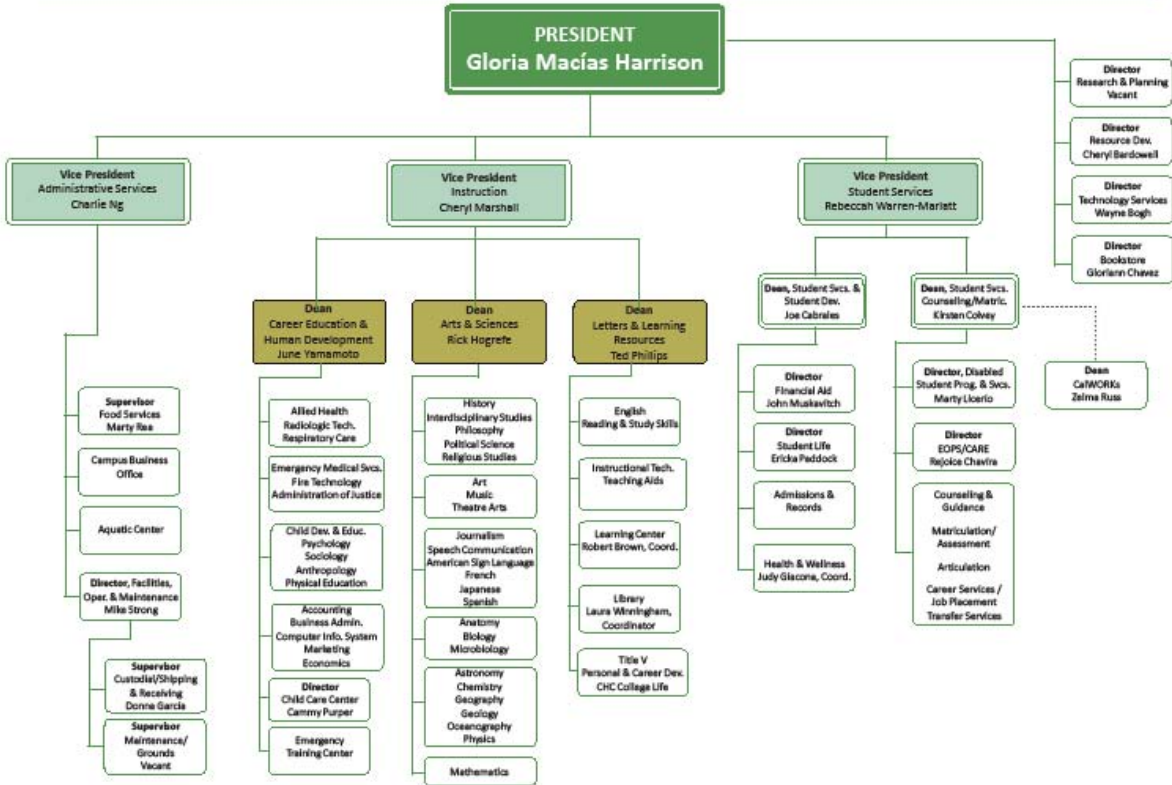 PRESIDENT
Gloria Macías Harrison
Director
Research & Planning
Vacant
Director
Resource Dev.
Cheryl Bardowell
Director
Technology Services
Wayne Bogh
Director
Bookstore
Gloriann Chavez
Vice President
Administrative Services
Charlie Ng
Vice President
Instruction
Cheryl Marshall
Vice President
Student Services
Rebeccah Warren-Marlatt
Supervisor
Food Services
Marty Rea
Campus Business
Office
Aquatic Center
Director, Facilities,
Oper. & Maintenance
Mike Strong
Supervisor
Custodial/Shipping
& Receiving
Donna Garcia
Supervisor
Maintenance/
Grounds
Vacant
Dean
Career Education &
Human Development
June Yamamoto
Allied Health
Radiologic Tech.
Respiratory Care
Emergency Medical Svcs.
Fire Technology
Administration of Justice
Child Dev. & Educ.
Psychology
Sociology
Anthropology
Physical Education
Accounting
Business Admin.
Computer Info. System
Marketing
Economics
Director
Child Care Center
Cammy Purper
Emergency
Training Center
Dean
Arts & Sciences
Rick Hogrefe
History
Interdisciplinary Studies
Philosophy
Political Science
Religious Studies
Art
Music
Theatre Arts
Journalism
Speech Communication
American Sign Language
French
Japanese
Spanish
Anatomy
Biology
Microbiology
Astronomy
Chemistry
Geography
Geology
Oceanography
Physics
Mathematics
Dean
Letters & Learning
Resources
Ted Phillips
English
Reading & Study Skills
Instructional Tech.
Teaching Aids
Learning Center
Robert Brown, Coord.
Library
Laura Winningham,
Coordinator
Title V
Personal & Career Dev.
CHC College Life
Dean, Student Svcs. &
Student Dev.
Joe Cabrales
Director
Financial Aid
John Muskavitch
Director
Student Life
Ericka Paddock
Admissions &
Records
Health & Wellness
Judy Giacona, Coord.
Dean, Student Svcs.
Counseling/Matric.
Kirsten Colvey
Director, Disabled
Student Prog. & Svcs.
Marty Licerio
Director
EOPS/CARE
Rejoice Chavira
Counseling &
Guidance
Matriculation/
Assessment
Articulation
Career Services /
Job Placement
Transfer Services
Dean
CalWORKs
Zelma Russ